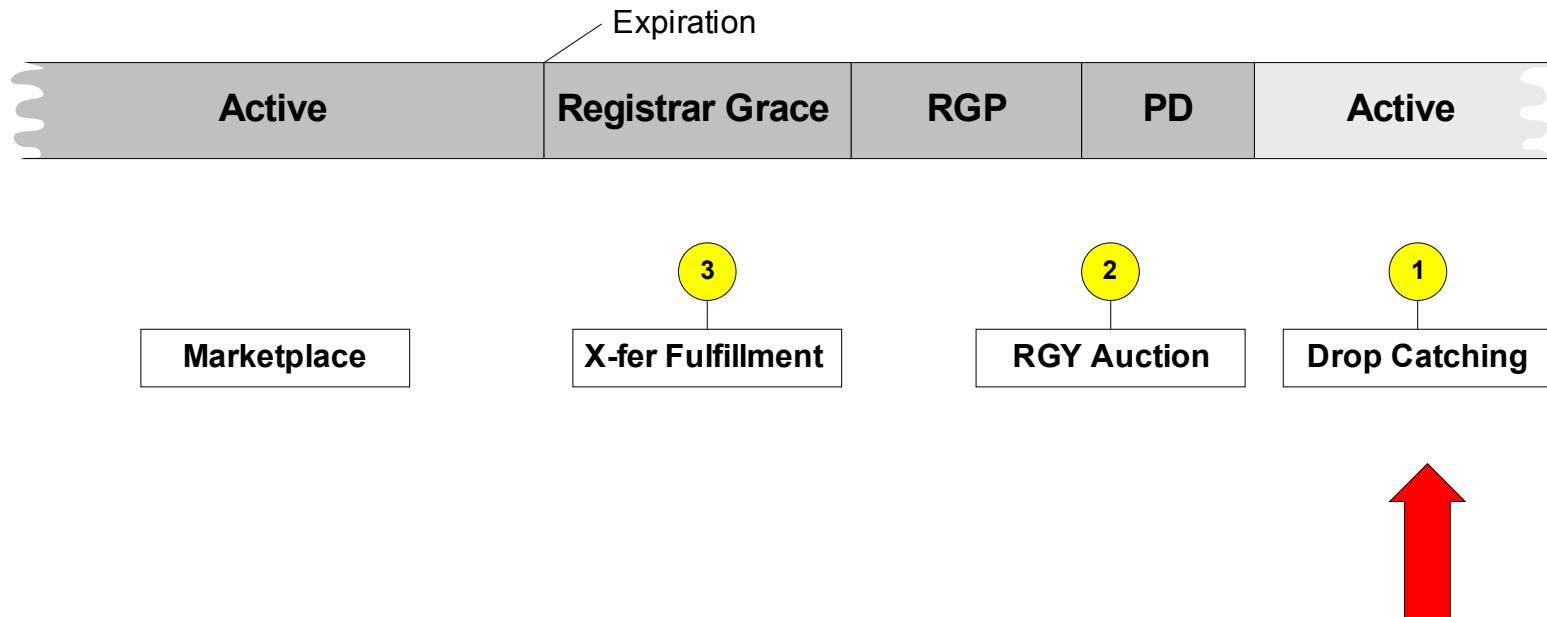 Expiration
Active Registrar Grace RGP PD Active
3 2 1
Marketplace X-fer Fulfillment RGY Auction Drop Catching